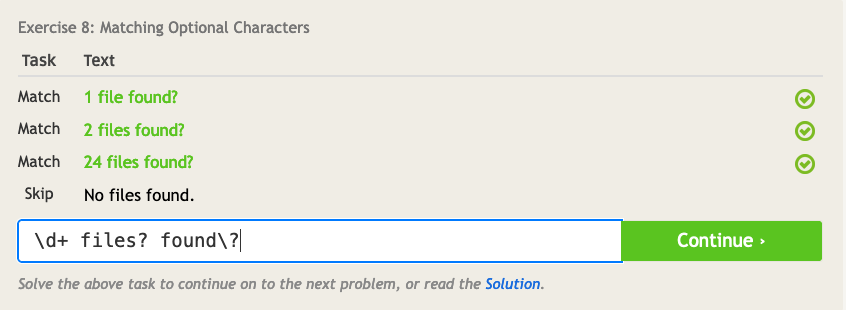 Exercise 8: Matching Optional Characters
Task Text
Match 1 file found?
Match 2 files found?
Match 24 files found?
Skip No files found.
\d+ files? found\?
Continue ›
Solve the above task to continue on to the next problem, or read the Solution.